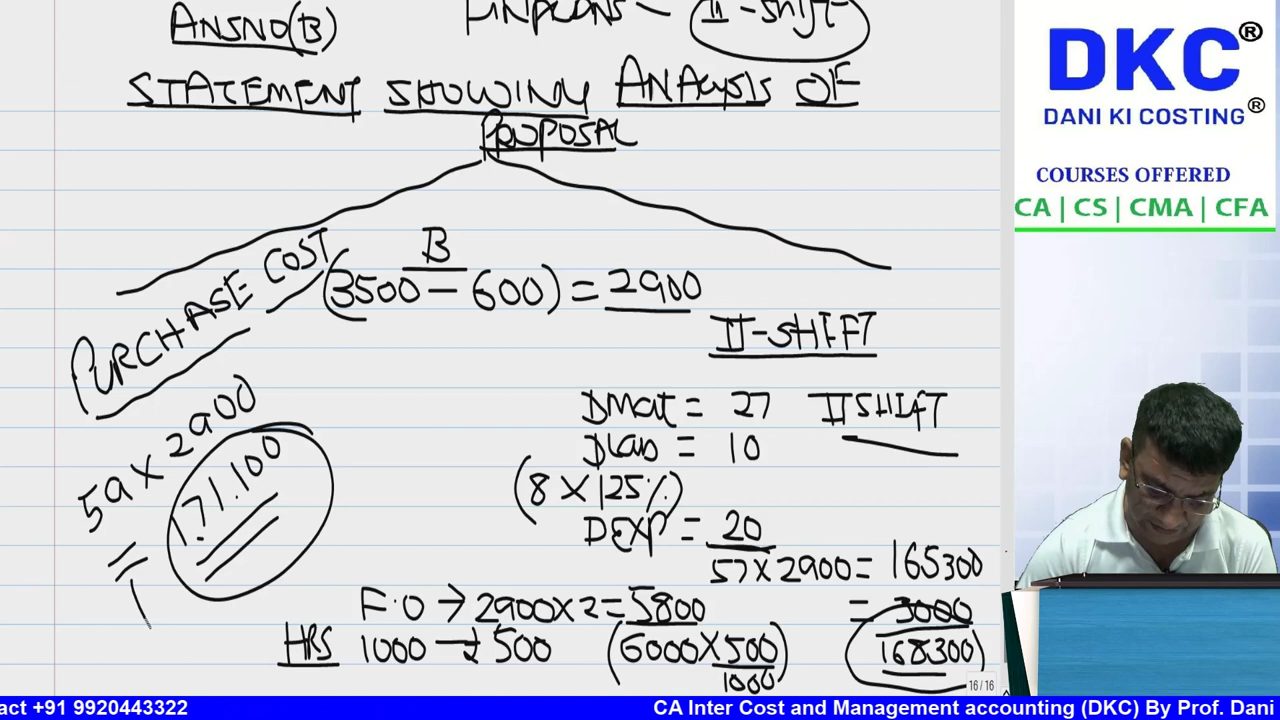 ANSNO(B)
II-Shift
STATEMENT SHOWING ANALYSIS OF
PROPOSAL
B
(3500 - 600) = 2900
PURCHASE COST
59 x 2900
=
1.71.100
II-SHIFT
DMat = 27 II SHIFT
DLab = 10
(8 x 125%)
DEXP = 20
57 x 2900 = 165300
F.O → 2900 x 2 = 5800 = 3000
HRS 1000 → 500 (6000 x 500/1000) 168300
16 / 16
DKC®
DANI KI COSTING®
COURSES OFFERED
CA | CS | CMA | CFA
act +91 9920443322
CA Inter Cost and Management accounting (DKC) By Prof. Dani